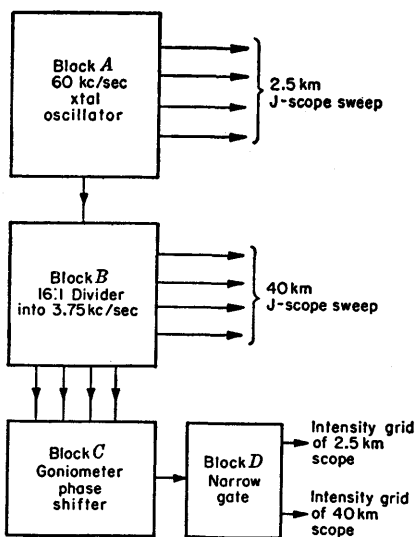 Block A
60 kc/sec
xtal
oscillator
2.5 km
J-scope sweep
Block B
16:1 Divider
into 3.75 kc/sec
40 km
J-scope sweep
Block C
Goniometer
phase
shifter
Block D
Narrow
gate
Intensity grid
of 2.5 km
scope
Intensity grid
of 40 km
scope